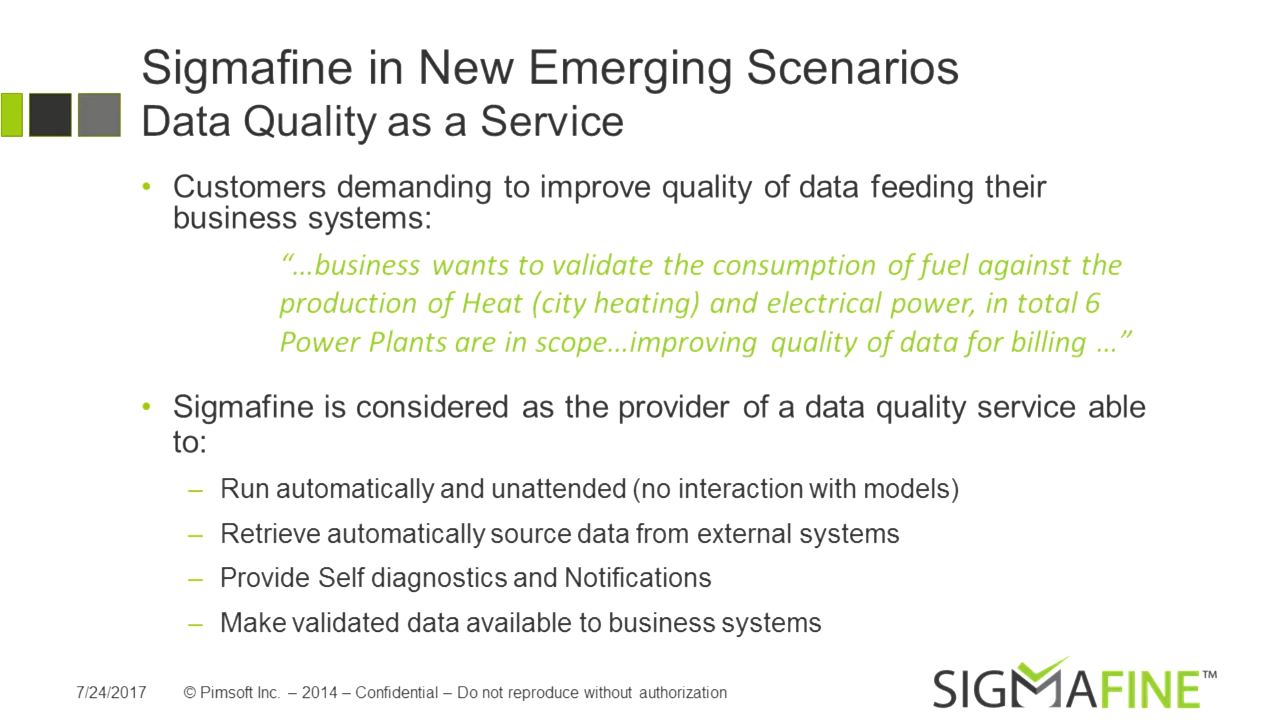 Sigmafine in New Emerging Scenarios
Data Quality as a Service
• Customers demanding to improve quality of data feeding their
business systems:
“…business wants to validate the consumption of fuel against the
production of Heat (city heating) and electrical power, in total 6
Power Plants are in scope…improving quality of data for billing …”
• Sigmafine is considered as the provider of a data quality service able
to:
– Run automatically and unattended (no interaction with models)
– Retrieve automatically source data from external systems
– Provide Self diagnostics and Notifications
– Make validated data available to business systems
7/24/2017 © Pimsoft Inc. – 2014 – Confidential – Do not reproduce without authorization
SIGMAFINE™